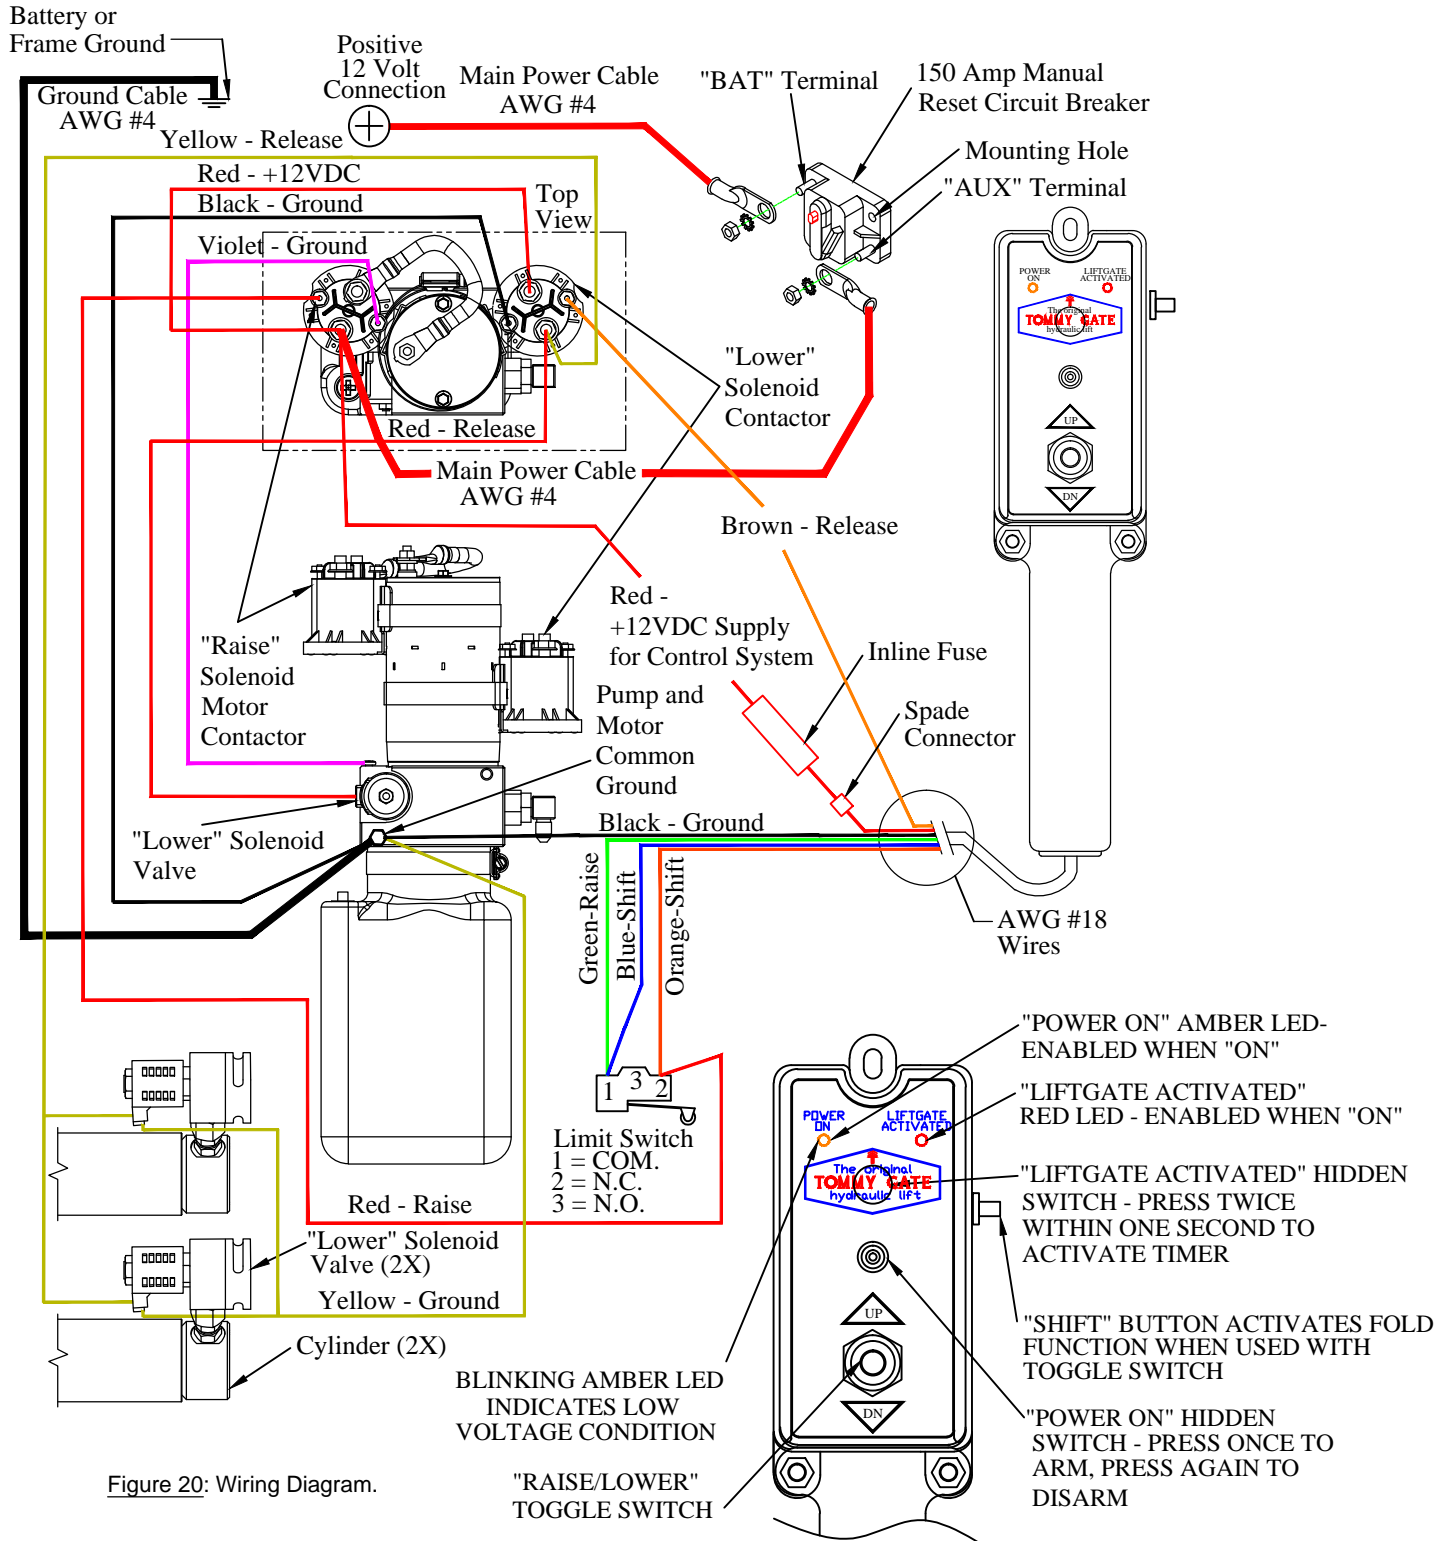 Battery or
Frame Ground
Ground Cable
AWG #4
Positive
12 Volt
Connection
Main Power Cable
AWG #4
"BAT" Terminal
150 Amp Manual
Reset Circuit Breaker
Mounting Hole
"AUX" Terminal
Yellow - Release
Red - +12VDC
Black - Ground
Violet - Ground
Top
View
"Lower"
Solenoid
Contactor
Red - Release
Main Power Cable
AWG #4
Brown - Release
POWER
ON
LIFTGATE
ACTIVATED
The original
TOMMY GATE
hydraulic lift
UP
DN
"Raise"
Solenoid
Motor
Contactor
Red -
+12VDC Supply
for Control System
Inline Fuse
Pump and
Motor
Common
Ground
Spade
Connector
"Lower" Solenoid
Valve
Black - Ground
Green-Raise
Blue-Shift
Orange-Shift
AWG #18
Wires
1
3
2
Limit Switch
1 = COM.
2 = N.C.
3 = N.O.
Red - Raise
"Lower" Solenoid
Valve (2X)
Yellow - Ground
Cylinder (2X)
POWER
ON
LIFTGATE
ACTIVATED
The original
TOMMY GATE
hydraulic lift
UP
DN
"POWER ON" AMBER LED-
ENABLED WHEN "ON"
"LIFTGATE ACTIVATED"
RED LED - ENABLED WHEN "ON"
"LIFTGATE ACTIVATED" HIDDEN
SWITCH - PRESS TWICE
WITHIN ONE SECOND TO
ACTIVATE TIMER
"SHIFT" BUTTON ACTIVATES FOLD
FUNCTION WHEN USED WITH
TOGGLE SWITCH
"POWER ON" HIDDEN
SWITCH - PRESS ONCE TO
ARM, PRESS AGAIN TO
DISARM
BLINKING AMBER LED
INDICATES LOW
VOLTAGE CONDITION
"RAISE/LOWER"
TOGGLE SWITCH
Figure 20: Wiring Diagram.